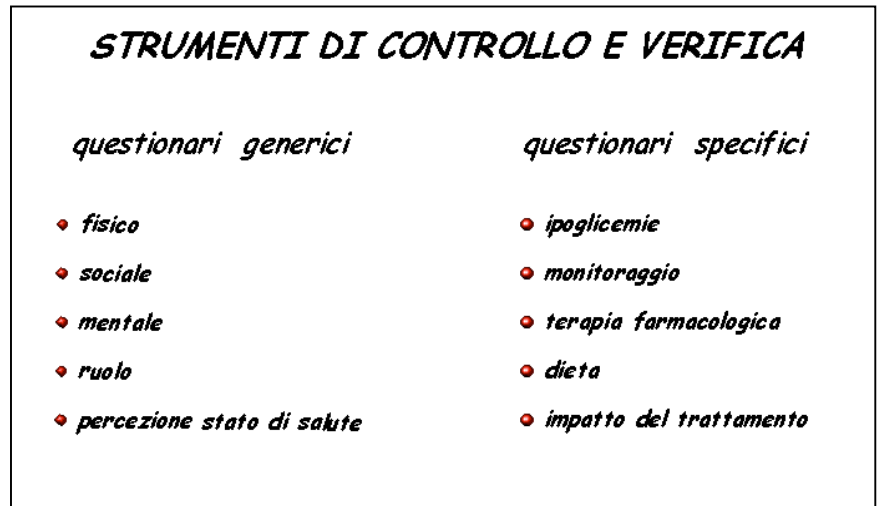 STRUMENTI DI CONTROLLO E VERIFICA
questionari generici
fisico
sociale
mentale
ruolo
percezione stato di salute
questionari specifici
ipoglicemie
monitoraggio
terapia farmacologica
dieta
impatto del trattamento